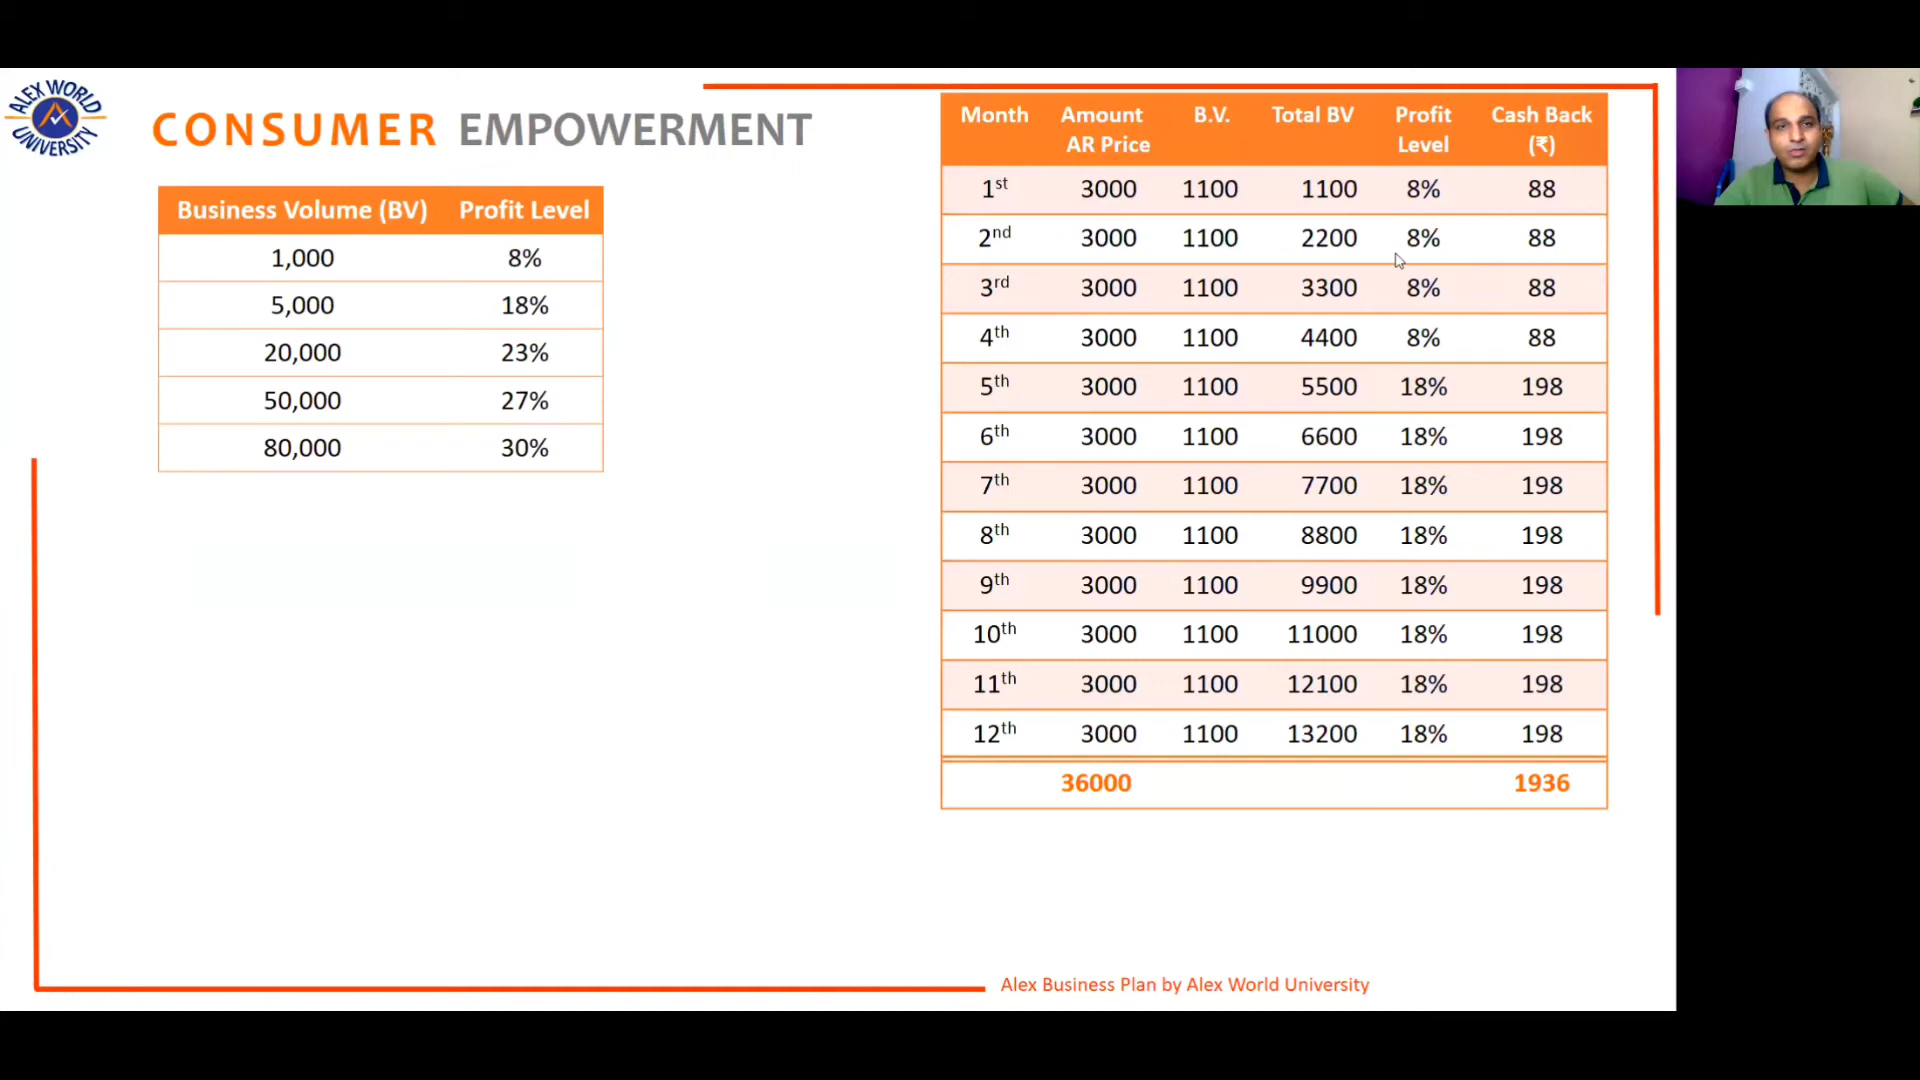 ALEX WORLD
UNIVERSITY
CONSUMER EMPOWERMENT
Business Volume (BV) Profit Level
1,000 8%
5,000 18%
20,000 23%
50,000 27%
80,000 30%
Month Amount AR Price B.V. Total BV Profit Level Cash Back (₹)
1st 3000 1100 1100 8% 88
2nd 3000 1100 2200 8% 88
3rd 3000 1100 3300 8% 88
4th 3000 1100 4400 8% 88
5th 3000 1100 5500 18% 198
6th 3000 1100 6600 18% 198
7th 3000 1100 7700 18% 198
8th 3000 1100 8800 18% 198
9th 3000 1100 9900 18% 198
10th 3000 1100 11000 18% 198
11th 3000 1100 12100 18% 198
12th 3000 1100 13200 18% 198
36000 1936
Alex Business Plan by Alex World University